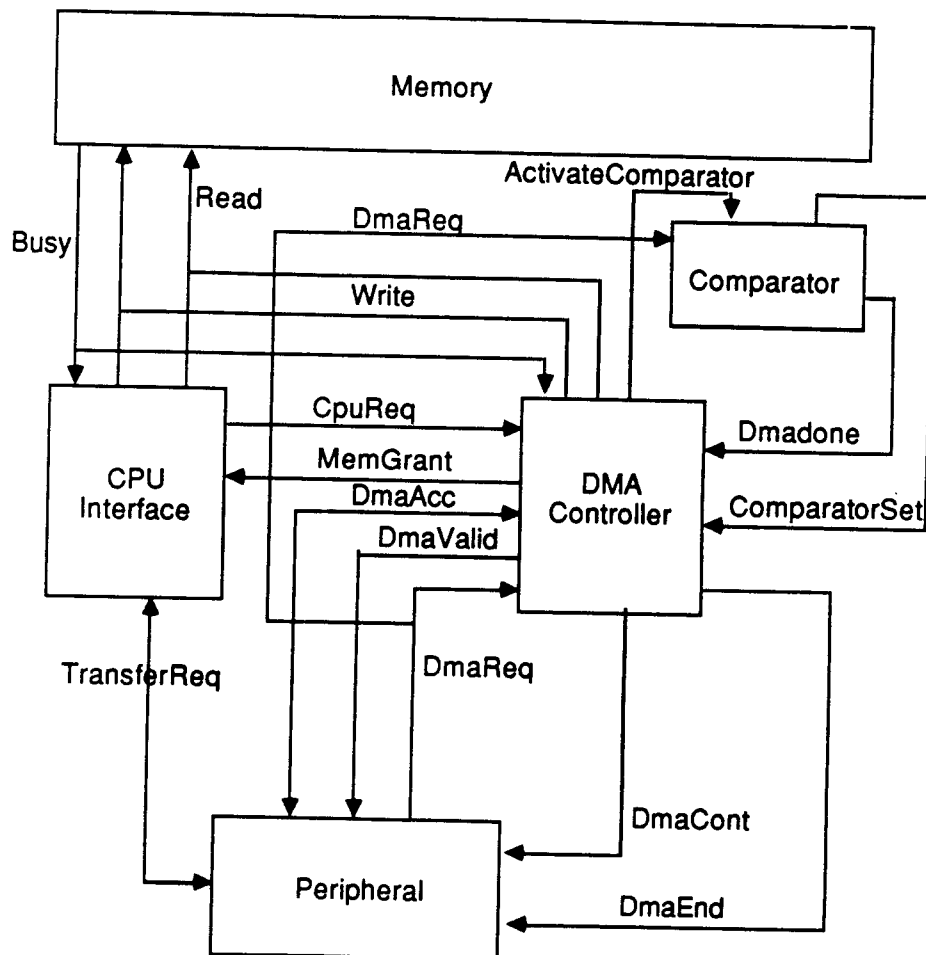 Memory
ActivateComparator
Read
DmaReq
Busy
Comparator
Write
CpuReq
Dmadone
MemGrant
CPU
Interface
DMA
Controller
DmaAcc
ComparatorSet
DmaValid
TransferReq
DmaReq
DmaCont
Peripheral
DmaEnd